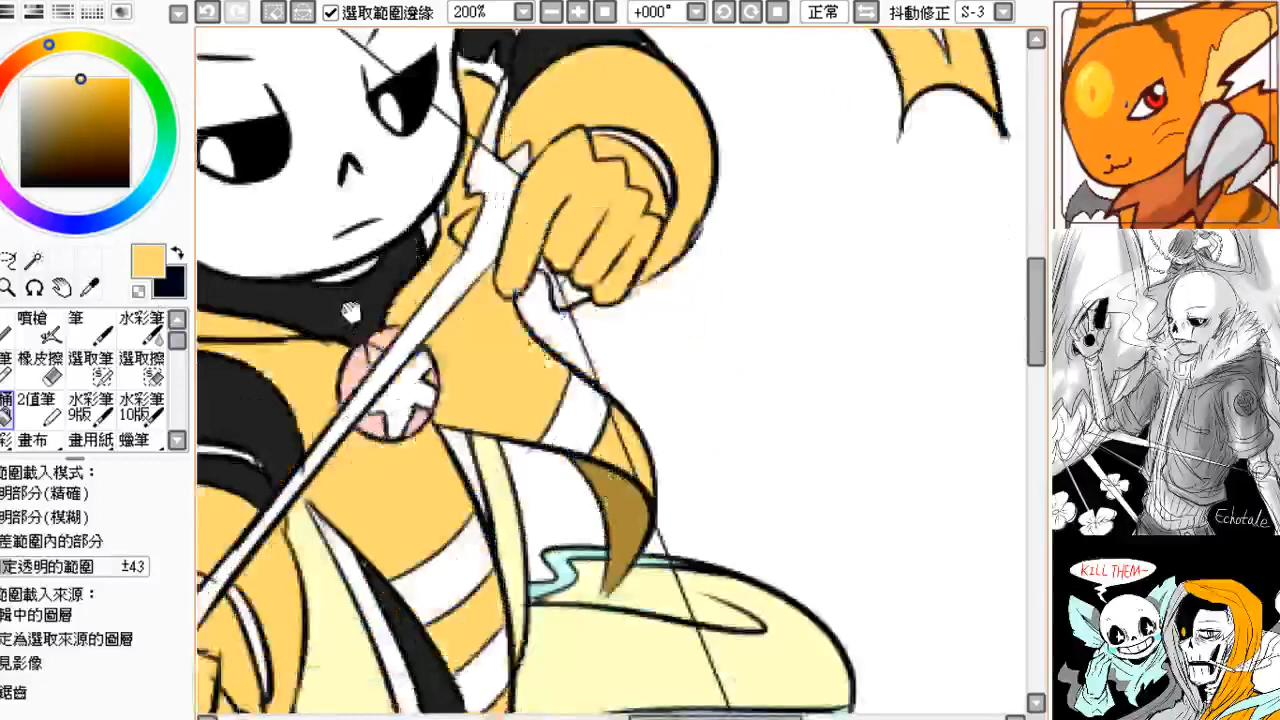 選取範圍邊緣 200% +000° 正常 抖動修正 S-3
噴槍 筆 水彩筆
筆 橡皮擦 選取筆 選取擦
桶 2值筆 水彩筆 水彩筆
9版 10版
彩 畫布 畫用紙 蠟筆
範圍載入模式：
明部分(精確)
明部分(模糊)
差範圍內的部分
定透明的範圍 ±43
範圍載入來源：
輯中的圖層
定為選取來源的圖層
見影像
鋸齒
Echotale
KILL THEM~